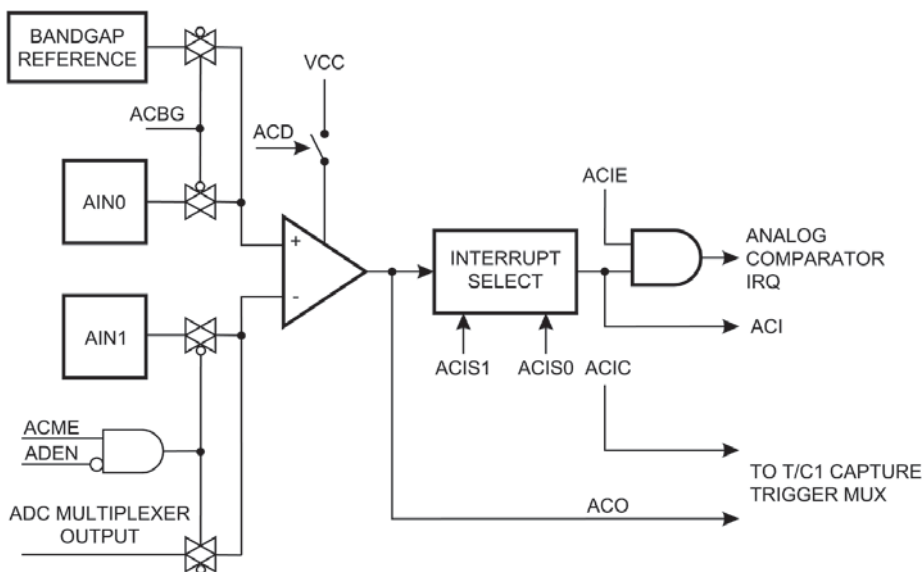 BANDGAP
REFERENCE
VCC
ACBG
ACD
AIN0
ACIE
+
INTERRUPT
SELECT
ANALOG
COMPARATOR
IRQ
-
AIN1
ACI
ACIS1
ACIS0
ACIC
ACME
ADEN
TO T/C1 CAPTURE
TRIGGER MUX
ADC MULTIPLEXER
OUTPUT
ACO